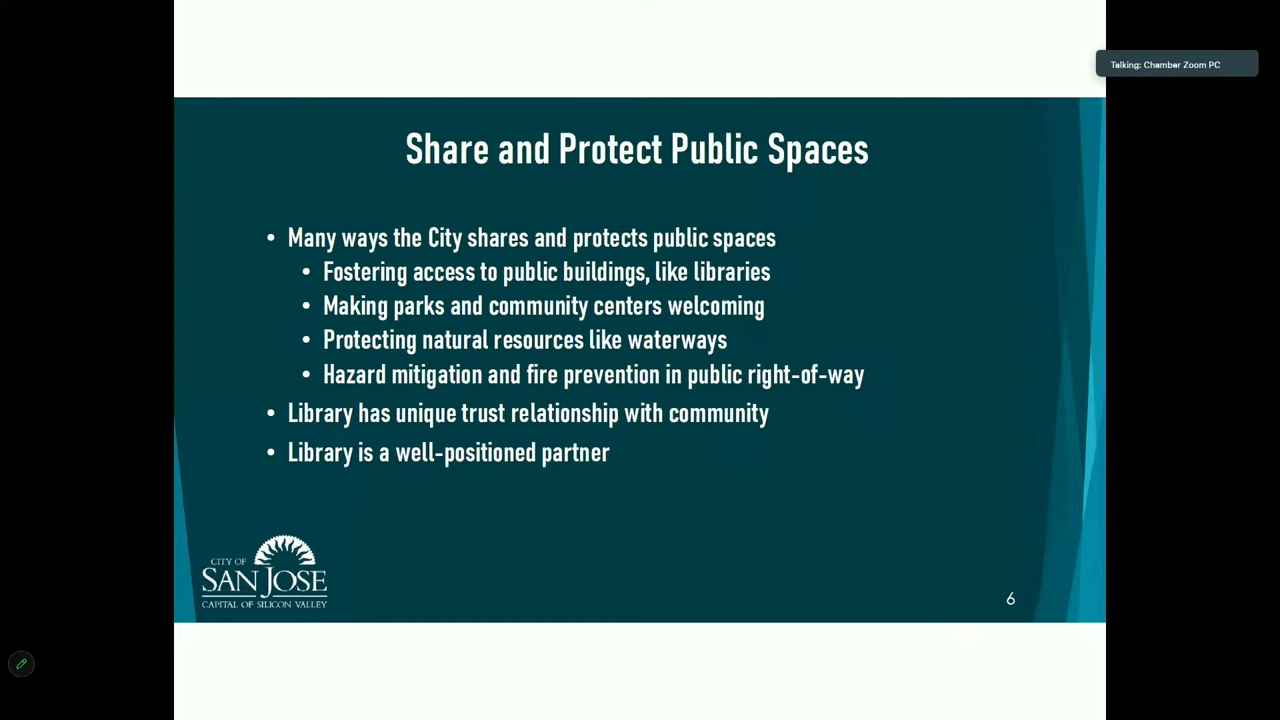 Talking: Chamber Zoom PC
Share and Protect Public Spaces
• Many ways the City shares and protects public spaces
• Fostering access to public buildings, like libraries
• Making parks and community centers welcoming
• Protecting natural resources like waterways
• Hazard mitigation and fire prevention in public right-of-way
• Library has unique trust relationship with community
• Library is a well-positioned partner
CITY OF
SAN JOSE
CAPITAL OF SILICON VALLEY
6